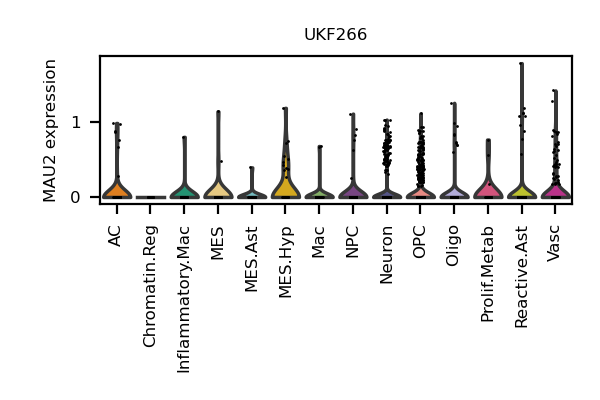 UKF266
MAU2 expression
1
0
AC
Chromatin.Reg
Inflammatory.Mac
MES
MES.Ast
MES.Hyp
Mac
NPC
Neuron
OPC
Oligo
Prolif.Metab
Reactive.Ast
Vasc